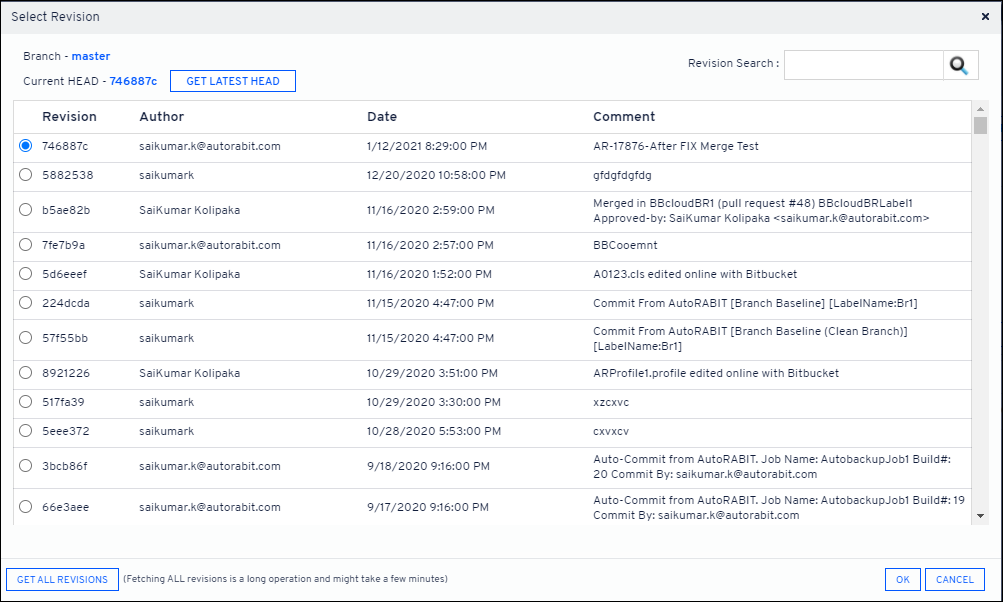 Select Revision ×
Branch - master
Revision Search :
Current HEAD - 746887c GET LATEST HEAD
Revision Author Date Comment
746887c saikumar.k@autorabit.com 1/12/2021 8:29:00 PM AR-17876-After FIX Merge Test
5882538 saikumark 12/20/2020 10:58:00 PM gfdgfdgfdg
b5ae82b SaiKumar Kolipaka 11/16/2020 2:59:00 PM Merged in BBcloudBR1 (pull request #48) BBcloudBRLabel1
Approved-by: SaiKumar Kolipaka <saikumar.k@autorabit.com>
7fe7b9a saikumar.k@autorabit.com 11/16/2020 2:57:00 PM BBCooemnt
5d6eeef SaiKumar Kolipaka 11/16/2020 1:52:00 PM A0123.cls edited online with Bitbucket
224dcda saikumark 11/15/2020 4:47:00 PM Commit From AutoRABIT [Branch Baseline] [LabelName:Br1]
57f55bb saikumark 11/15/2020 4:47:00 PM Commit From AutoRABIT [Branch Baseline (Clean Branch)]
[LabelName:Br1]
8921226 SaiKumar Kolipaka 10/29/2020 3:51:00 PM ARProfile1.profile edited online with Bitbucket
517fa39 saikumark 10/29/2020 3:30:00 PM xzcxvc
5eee372 saikumark 10/28/2020 5:53:00 PM cxvxcv
3bcb86f saikumar.k@autorabit.com 9/18/2020 9:16:00 PM Auto-Commit from AutoRABIT. Job Name: AutobackupJob1 Build#:
20 Commit By: saikumar.k@autorabit.com
66e3aee saikumar.k@autorabit.com 9/17/2020 9:16:00 PM Auto-Commit from AutoRABIT. Job Name: AutobackupJob1 Build#: 19
Commit By: saikumar.k@autorabit.com
GET ALL REVISIONS (Fetching ALL revisions is a long operation and might take a few minutes) OK CANCEL